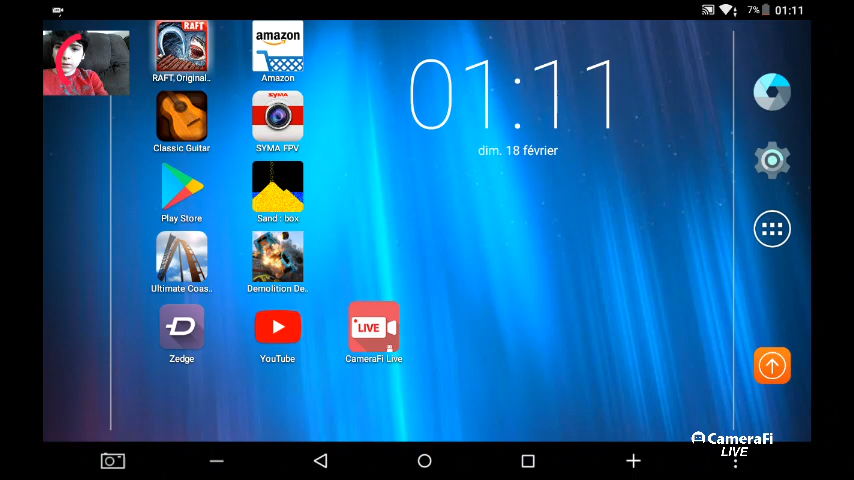 7% 01:11
RAFT
RAFT. Original..
amazon
Amazon
01:11
dim. 18 février
Classic Guitar
SYMA
SYMA FPV
Play Store
Sand : box
Ultimate Coas..
Demolition De..
LIVE
Zedge
YouTube
CameraFi Live
CameraFi
LIVE